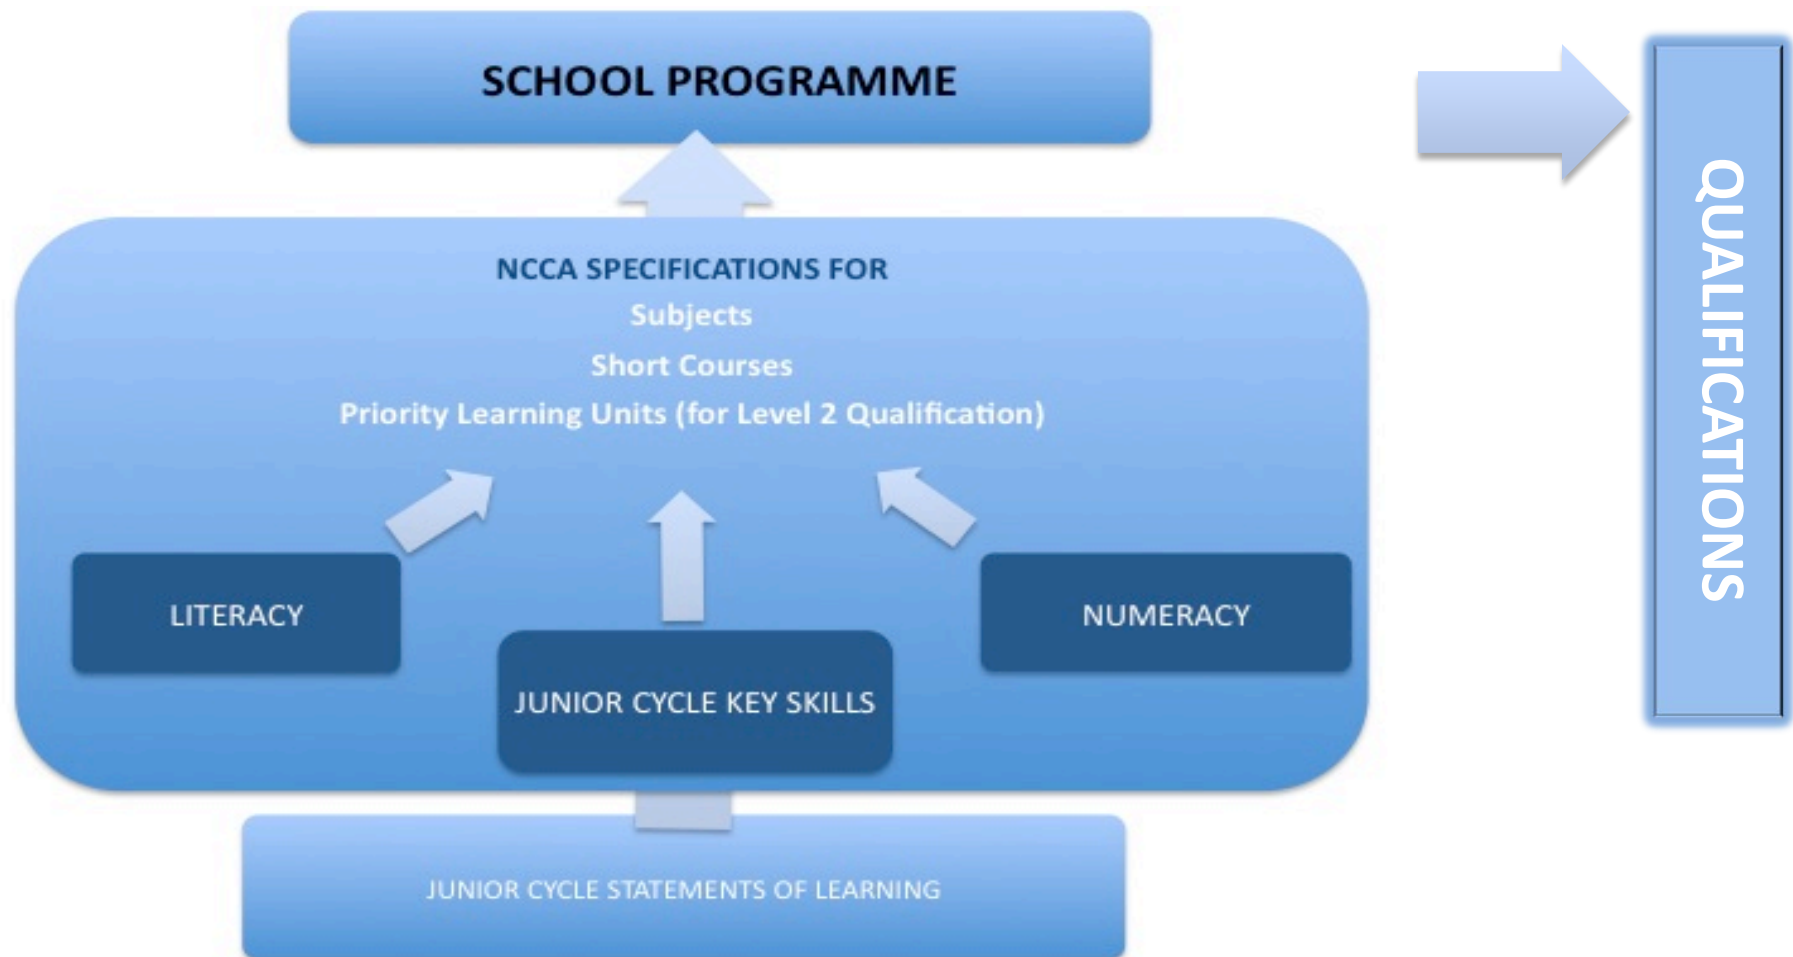 SCHOOL PROGRAMME
NCCA SPECIFICATIONS FOR
Subjects
Short Courses
Priority Learning Units (for Level 2 Qualification)
LITERACY
NUMERACY
JUNIOR CYCLE KEY SKILLS
JUNIOR CYCLE STATEMENTS OF LEARNING
QUALIFICATIONS